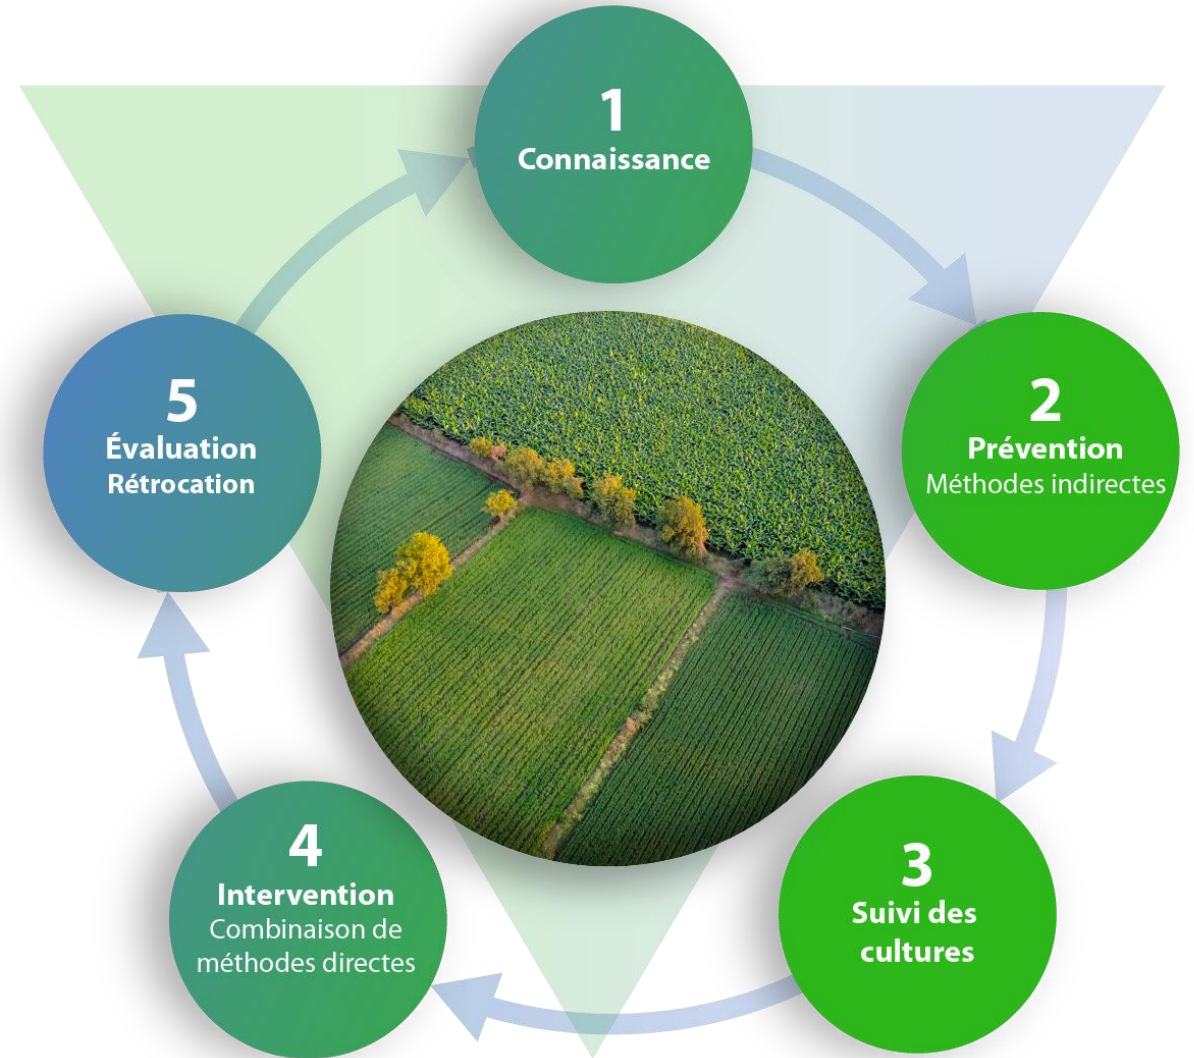 1
Connaissance
2
Prévention
Méthodes indirectes
3
Suivi des
cultures
4
Intervention
Combinaison de
méthodes directes
5
Évaluation
Rétrocation